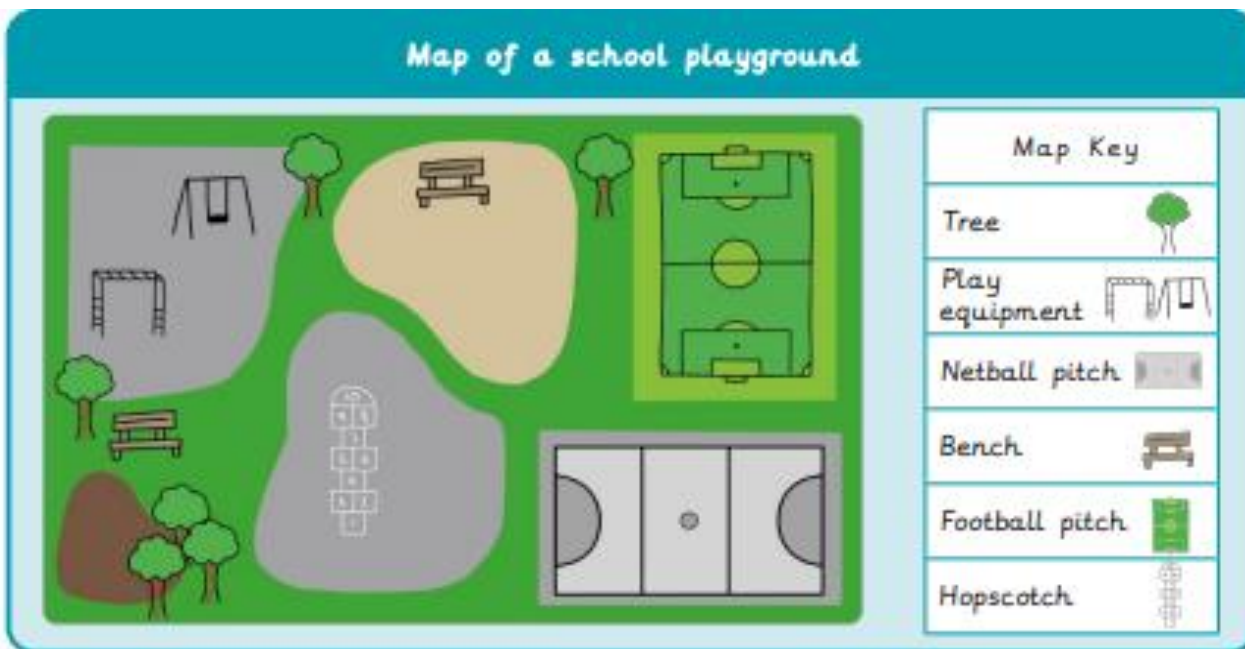 Map of a school playground
Map Key
Tree
Play
equipment
Netball pitch
Bench
Football pitch
Hopscotch